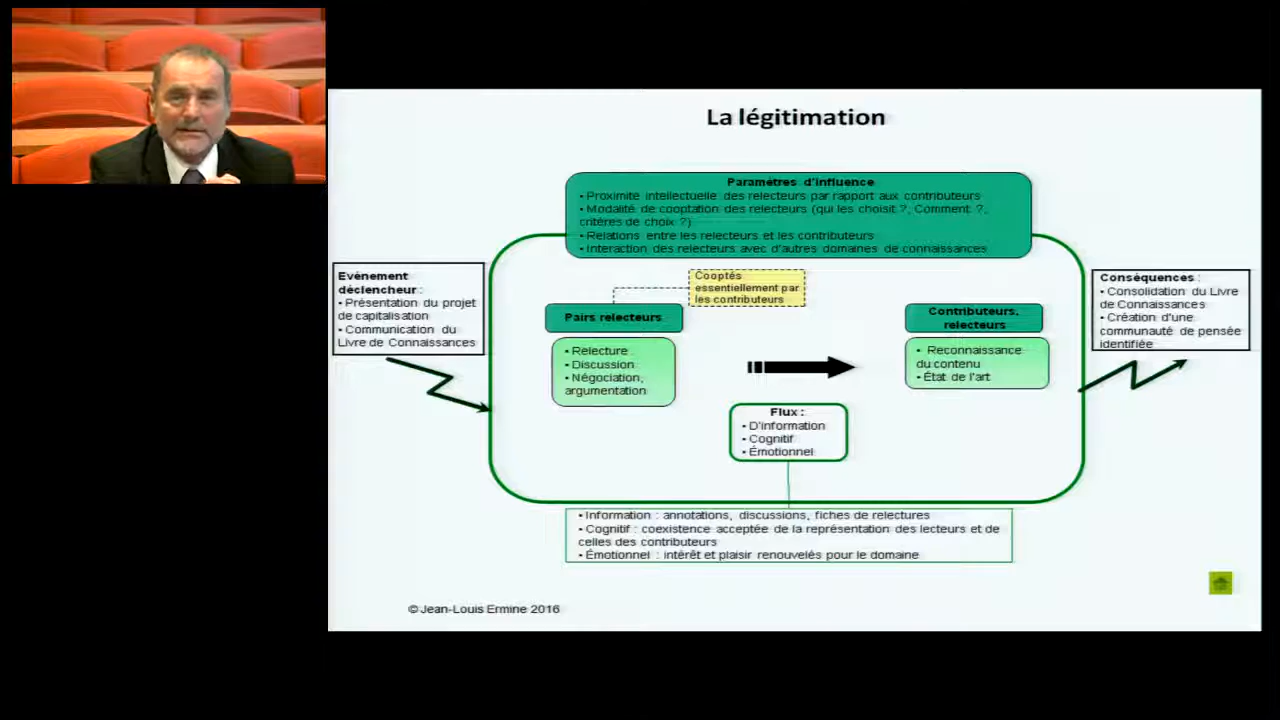 La légitimation
Paramètres d'influence
• Proximité intellectuelle des relecteurs par rapport aux contributeurs
• Modalité de cooptation des relecteurs (qui les choisit ?, Comment ?,
critères de choix ?)
• Relations entre les relecteurs et les contributeurs
• Interaction des relecteurs avec d'autres domaines de connaissances
Evénement
déclencheur :
• Présentation du projet
de capitalisation
• Communication du
Livre de Connaissances
Cooptés
essentiellement par
les contributeurs
Pairs relecteurs
• Relecture
• Discussion
• Négociation,
argumentation
Contributeurs,
relecteurs
• Reconnaissance
du contenu
• État de l'art
Conséquences :
• Consolidation du Livre
de Connaissances
• Création d'une
communauté de pensée
identifiée
Flux :
• D'information
• Cognitif
• Émotionnel
• Information : annotations, discussions, fiches de relectures
• Cognitif : coexistence acceptée de la représentation des lecteurs et de
celles des contributeurs
• Émotionnel : intérêt et plaisir renouvelés pour le domaine
© Jean-Louis Ermine 2016